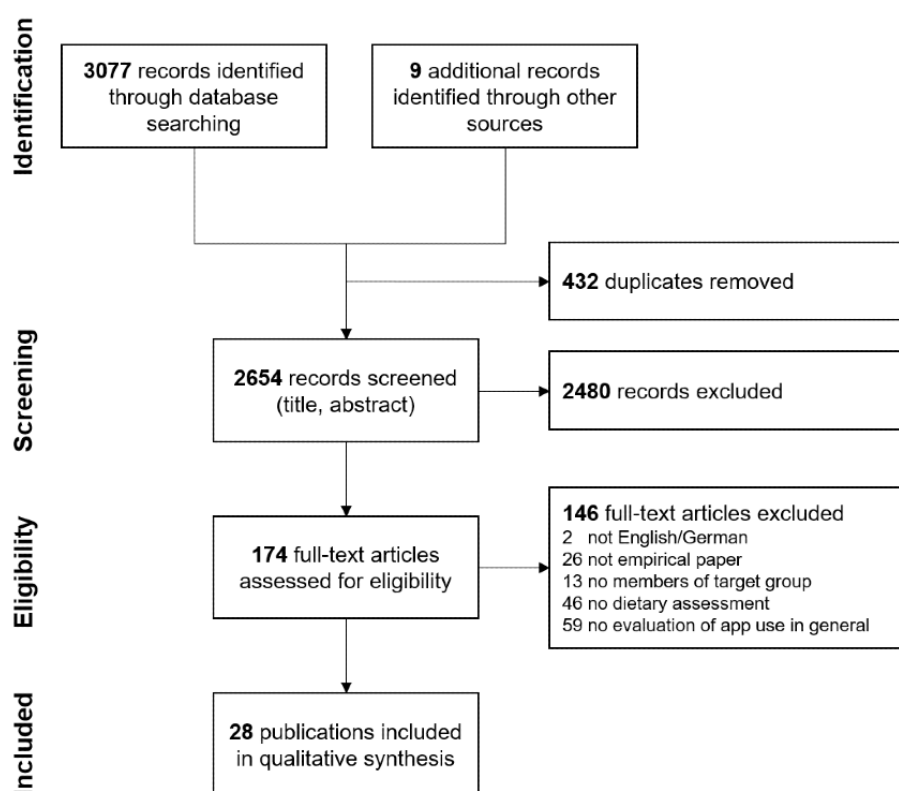 Identification
3077 records identified
through database
searching
9 additional records
identified through other
sources
432 duplicates removed
Screening
2654 records screened
(title, abstract)
2480 records excluded
Eligibility
174 full-text articles
assessed for eligibility
146 full-text articles excluded
2 not English/German
26 not empirical paper
13 no members of target group
46 no dietary assessment
59 no evaluation of app use in general
Included
28 publications included
in qualitative synthesis